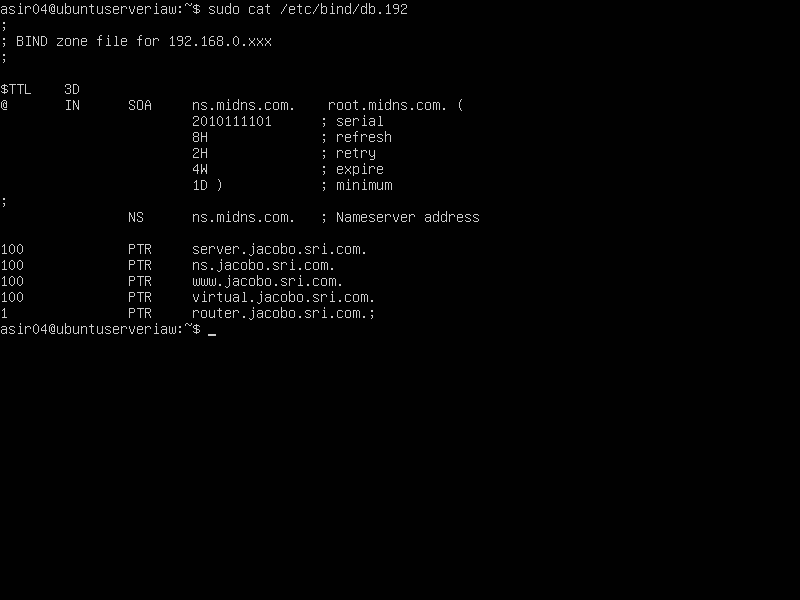 asir04@ubuntuserveriaw:~$ sudo cat /etc/bind/db.192
;
; BIND zone file for 192.168.0.xxx
;
$TTL    3D
@       IN      SOA     ns.midns.com.    root.midns.com. (
                        2010111101      ; serial
                        8H              ; refresh
                        2H              ; retry
                        4W              ; expire
                        1D )            ; minimum
;
                NS      ns.midns.com.   ; Nameserver address
100             PTR     server.jacobo.sri.com.
100             PTR     ns.jacobo.sri.com.
100             PTR     www.jacobo.sri.com.
100             PTR     virtual.jacobo.sri.com.
1               PTR     router.jacobo.sri.com.;
asir04@ubuntuserveriaw:~$ _